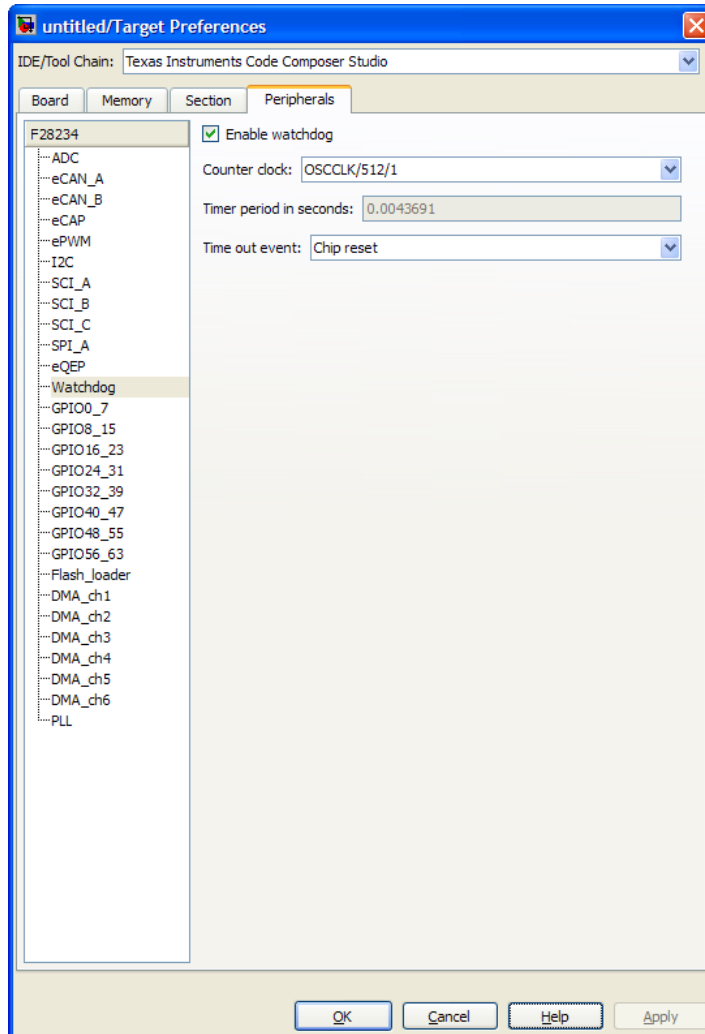 untitled/Target Preferences
IDE/Tool Chain: Texas Instruments Code Composer Studio
Board Memory Section Peripherals
F28234
ADC
eCAN_A
eCAN_B
eCAP
ePWM
I2C
SCI_A
SCI_B
SCI_C
SPI_A
eQEP
Watchdog
GPIO0_7
GPIO8_15
GPIO16_23
GPIO24_31
GPIO32_39
GPIO40_47
GPIO48_55
GPIO56_63
Flash_loader
DMA_ch1
DMA_ch2
DMA_ch3
DMA_ch4
DMA_ch5
DMA_ch6
PLL
Enable watchdog
Counter clock: OSCCLK/512/1
Timer period in seconds: 0.0043691
Time out event: Chip reset
OK Cancel Help Apply